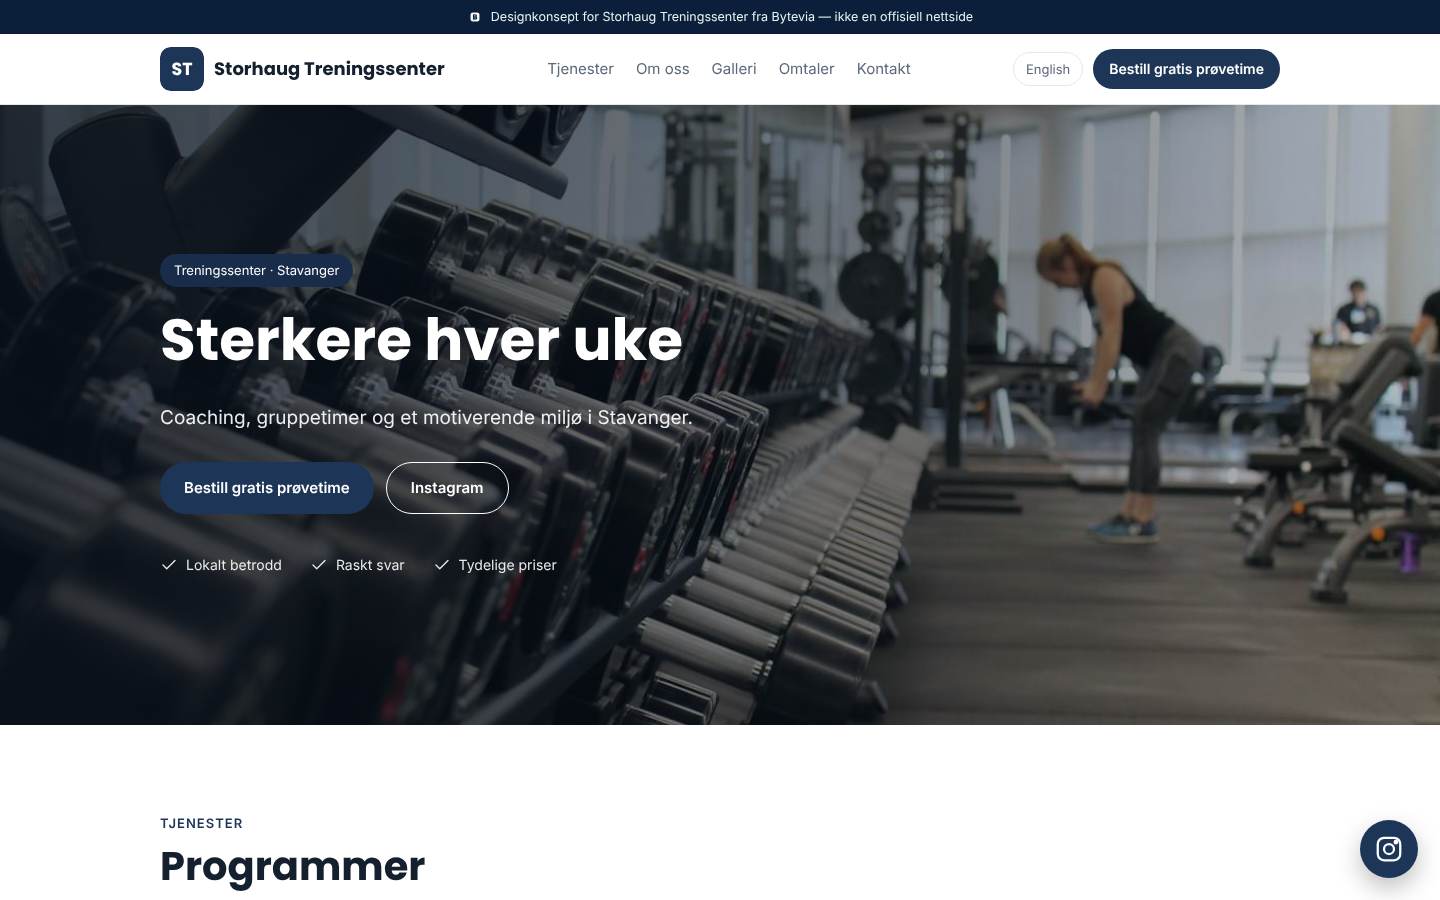 Designkonsept for Storhaug Treningssenter fra Bytevia — ikke en offisiell nettside
ST
Storhaug Treningssenter
Tjenester
Om oss
Galleri
Omtaler
Kontakt
English
Bestill gratis prøvetime
Treningssenter · Stavanger
Sterkere hver uke
Coaching, gruppetimer og et motiverende miljø i Stavanger.
Bestill gratis prøvetime
Instagram
Lokalt betrodd
Raskt svar
Tydelige priser
TJENESTER
Programmer